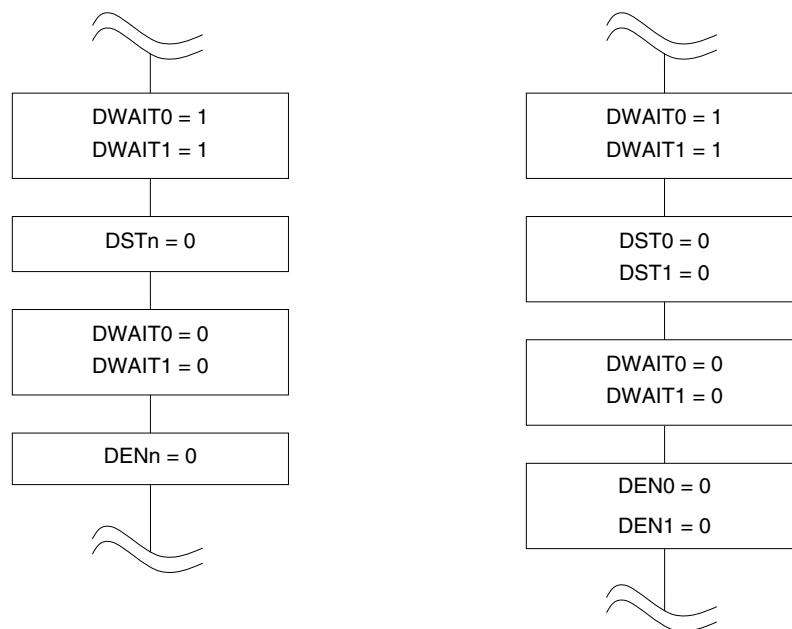 DWAIT0 = 1
DWAIT1 = 1
DSTn = 0
DWAIT0 = 0
DWAIT1 = 0
DENn = 0
DWAIT0 = 1
DWAIT1 = 1
DST0 = 0
DST1 = 0
DWAIT0 = 0
DWAIT1 = 0
DEN0 = 0
DEN1 = 0